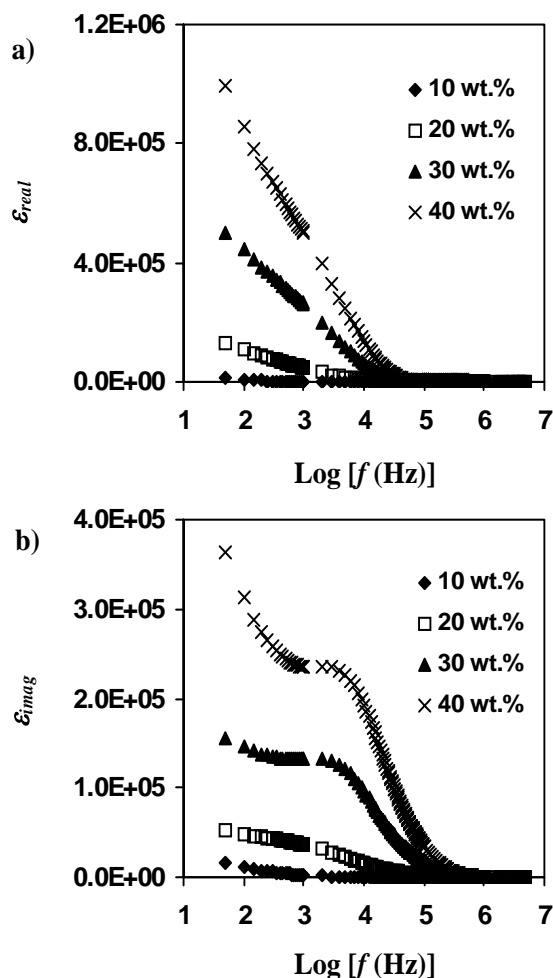 a)
1.2E+06
8.0E+05
4.0E+05
0.0E+00
εreal
10 wt.%
20 wt.%
30 wt.%
40 wt.%
1 2 3 4 5 6 7
Log [f (Hz)]
b)
4.0E+05
3.0E+05
2.0E+05
1.0E+05
0.0E+00
εimag
10 wt.%
20 wt.%
30 wt.%
40 wt.%
1 2 3 4 5 6 7
Log [f (Hz)]